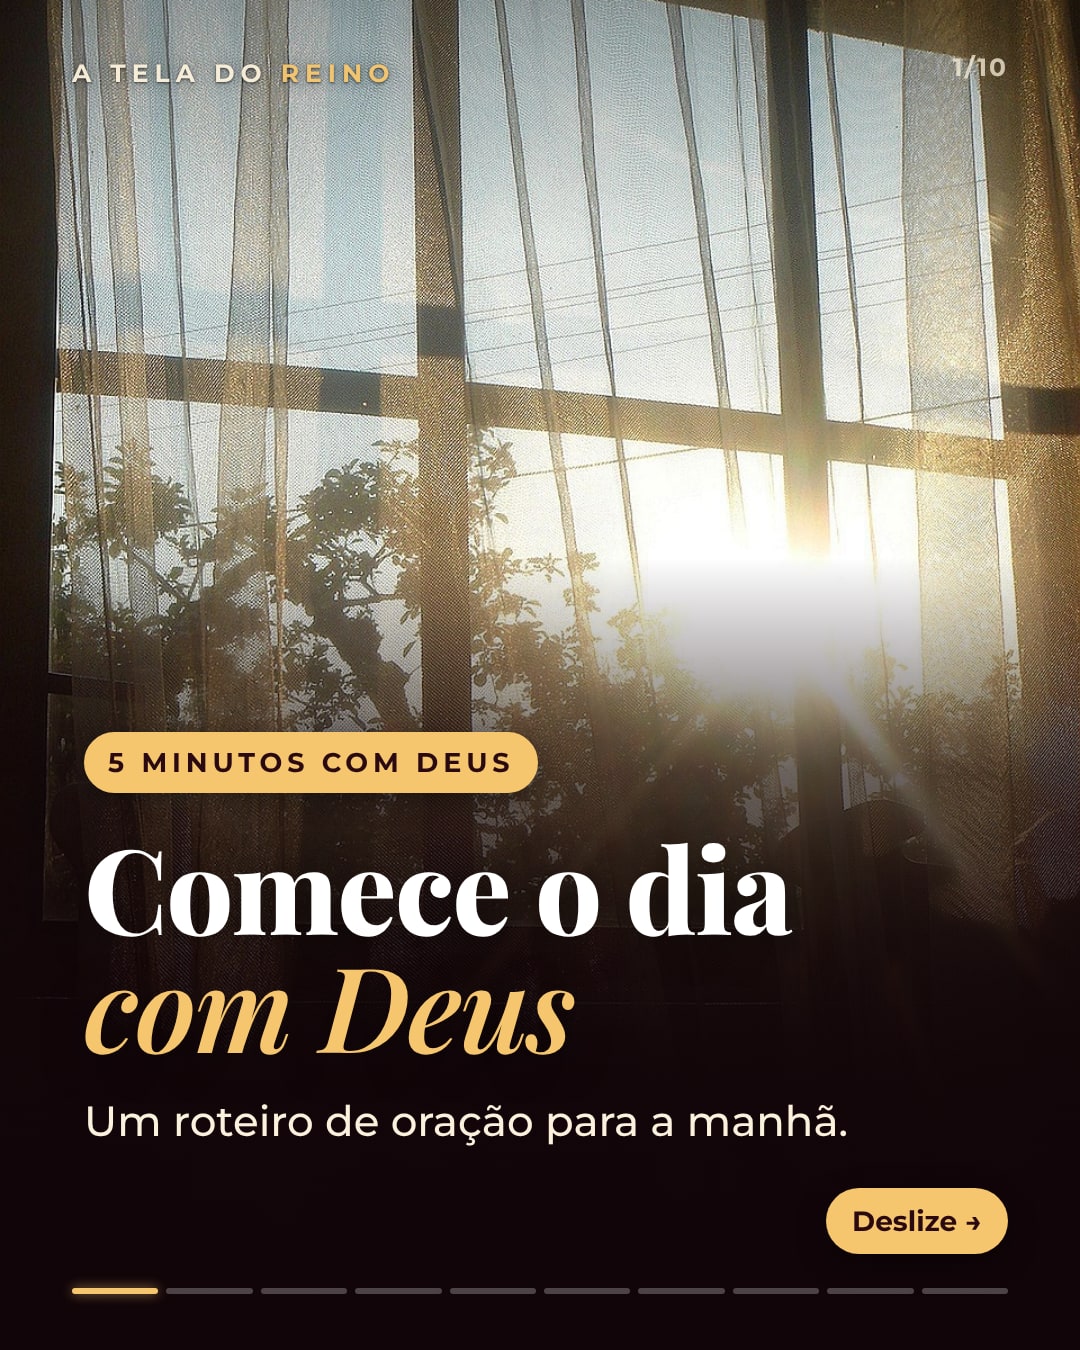 A TELA DO REINO
1/10
5 MINUTOS COM DEUS
Comece o dia
com Deus
Um roteiro de oração para a manhã.
Deslize →